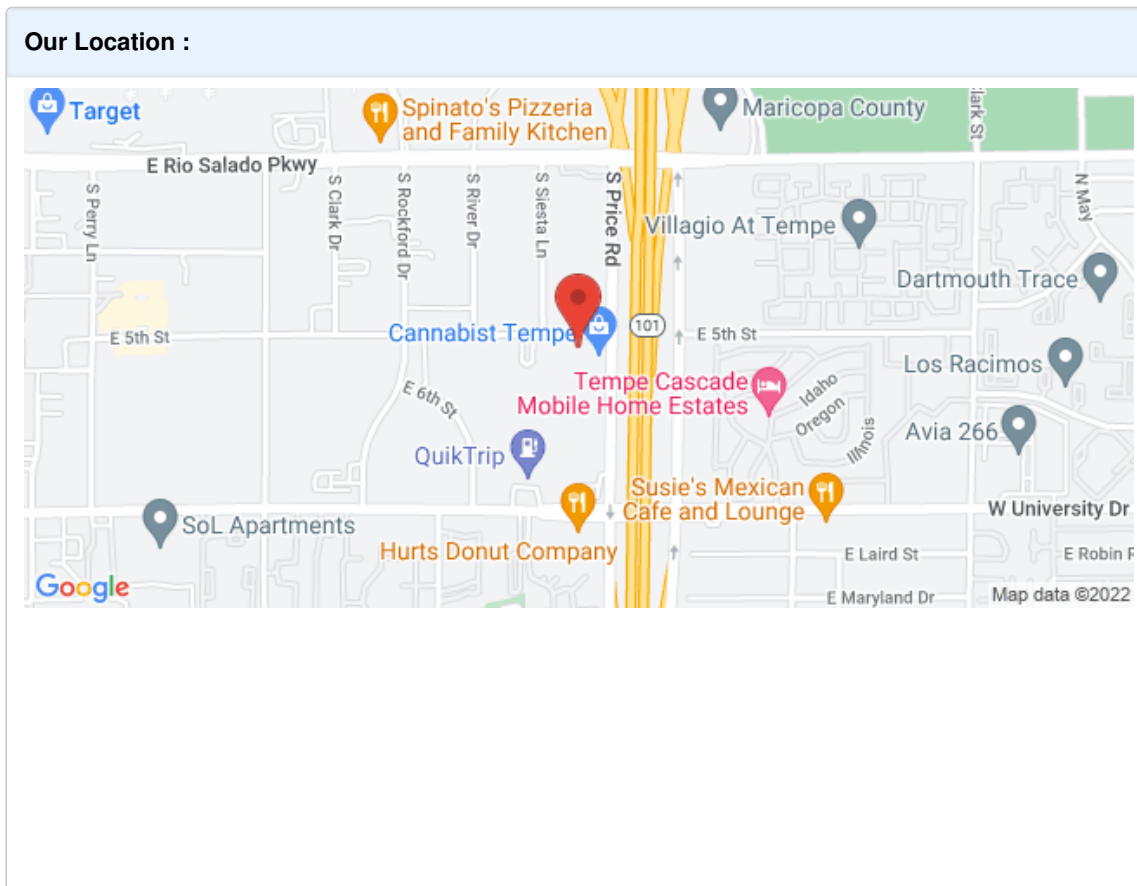 Our Location :
Target
Spinato's Pizzeria
and Family Kitchen
Maricopa County
Clark St
E Rio Salado Pkwy
S Perry Ln
S Clark Dr
S Rockford Dr
S River Dr
S Siesta Ln
S Price Rd
N May
Villagio At Tempe
Dartmouth Trace
E 5th St
Cannabist Tempe
101
E 5th St
Los Racimos
Tempe Cascade
Mobile Home Estates
Idaho
Oregon
Illinois
E 6th St
Avia 266
QuikTrip
Susie's Mexican
Cafe and Lounge
W University Dr
SoL Apartments
Hurts Donut Company
E Laird St
E Robin
Google
E Maryland Dr
Map data ©2022